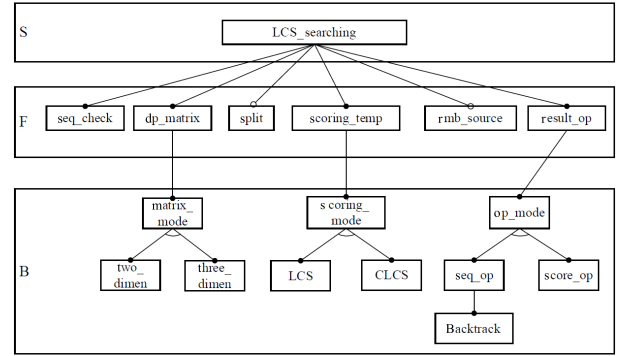 S
LCS_searching
F
seq_check
dp_matrix
split
scoring_temp
rmb_source
result_op
B
matrix_
mode
s coring_
mode
op_mode
two_
dimen
three_
dimen
LCS
CLCS
seq_op
score_op
Backtrack